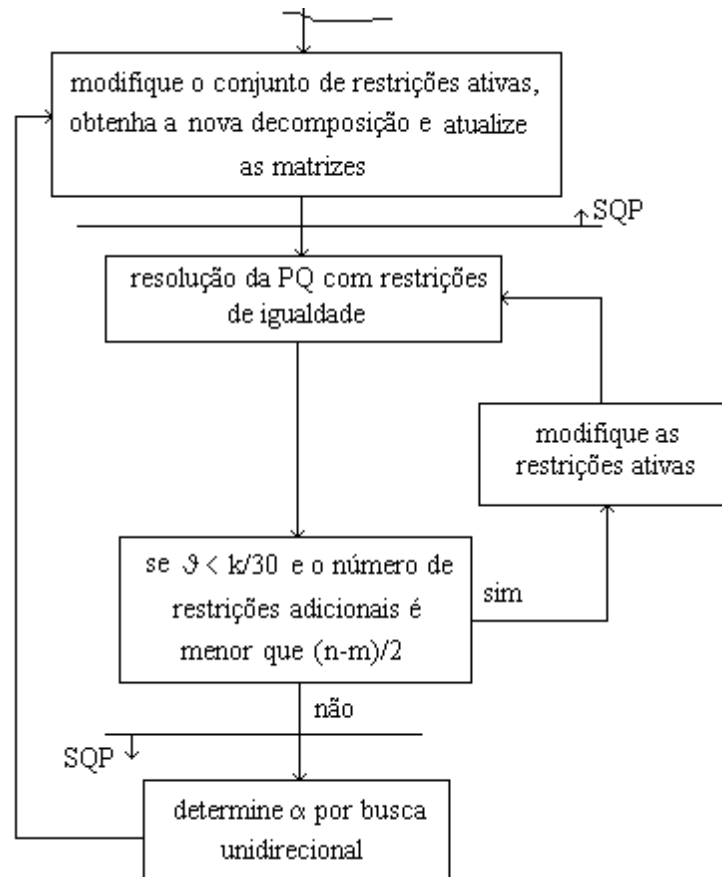 modifique o conjunto de restrições ativas,
obtenha a nova decomposição e atualize
as matrizes
SQP
resolução da PQ com restrições
de igualdade
modifique as
restrições ativas
se ϑ < k/30 e o número de
restrições adicionais é
menor que (n-m)/2
sim
não
SQP
determine α por busca
unidirecional